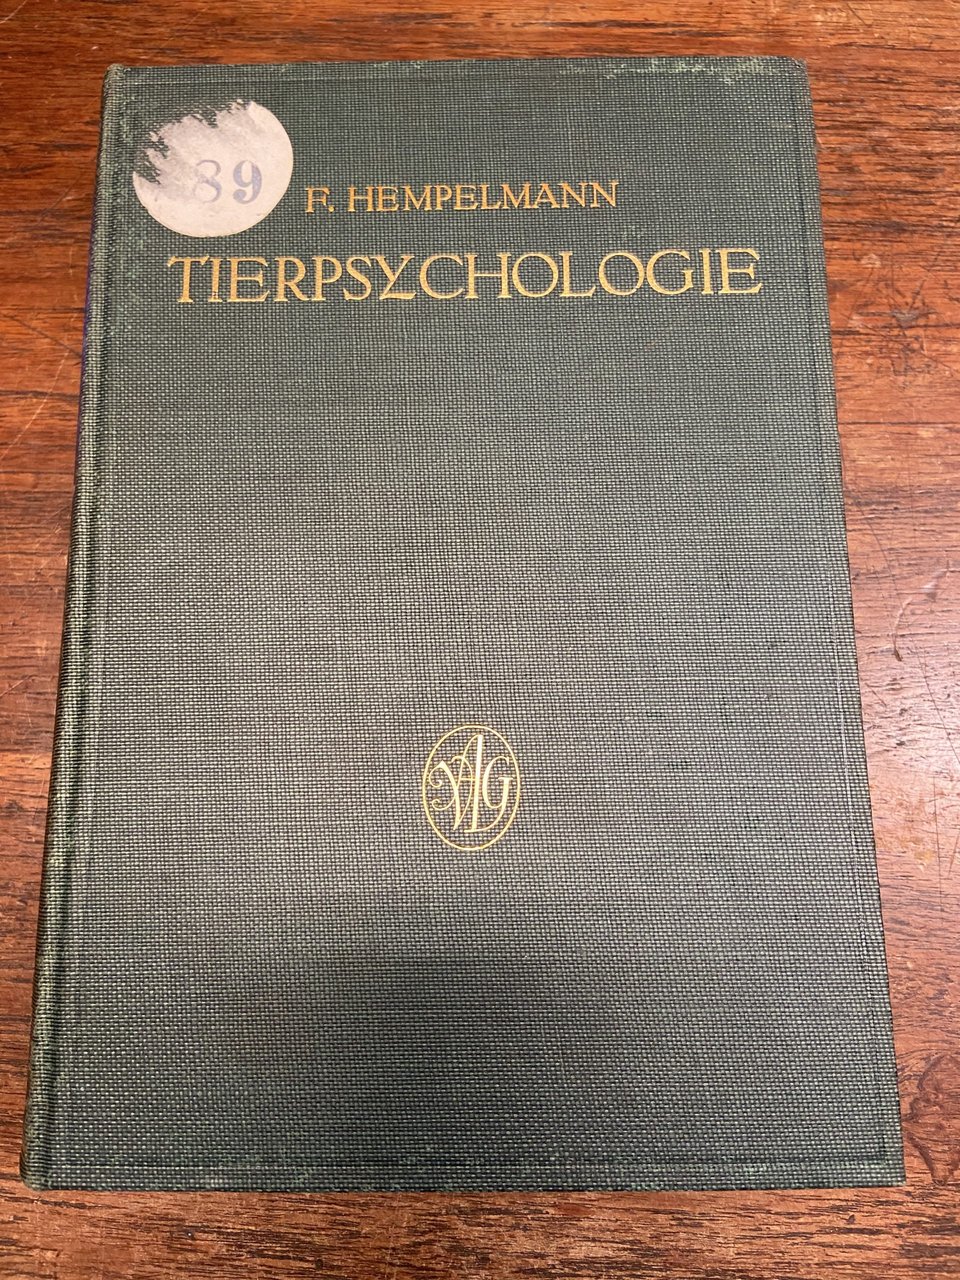 89
F. HEMPELMANN
TIERPSYCHOLOGIE
VAG